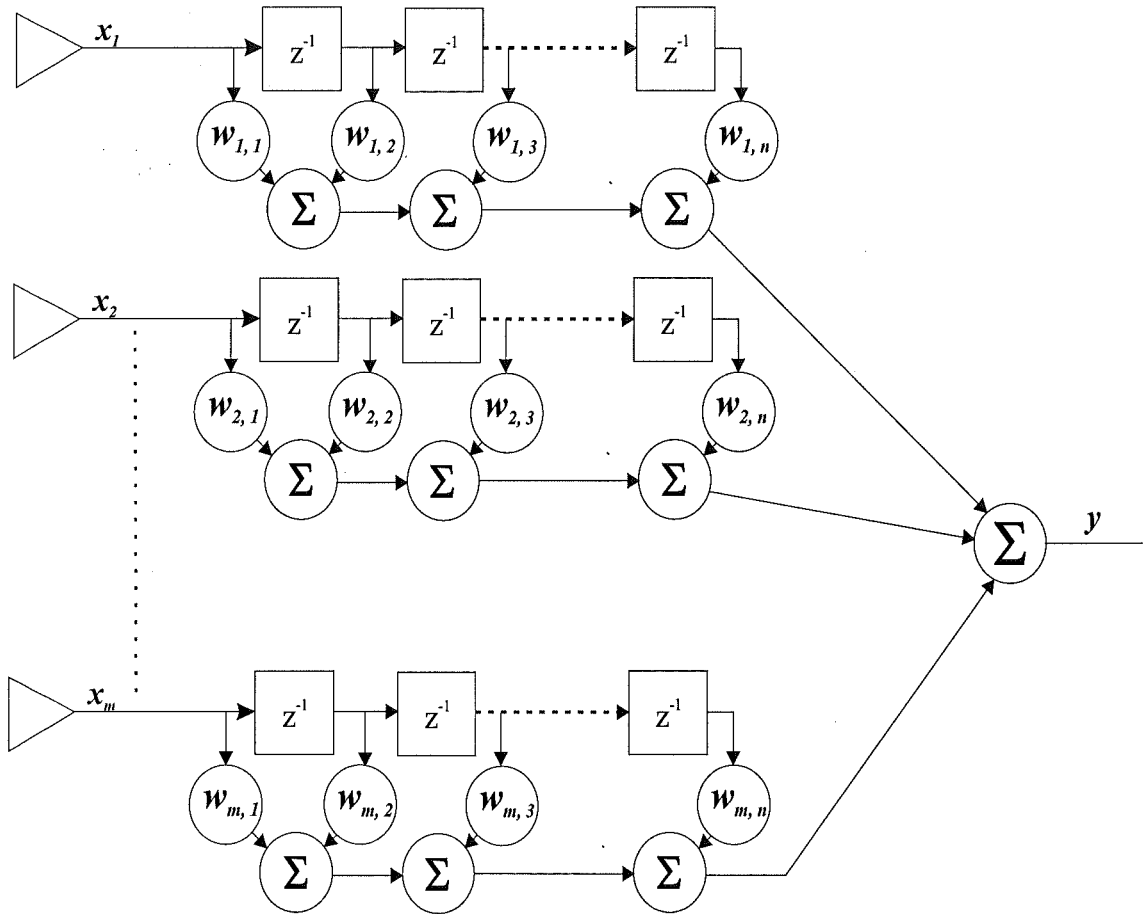 x₁ z⁻¹ z⁻¹ z⁻¹
w₁,₁ w₁,₂ w₁,₃ w₁,ₙ
Σ Σ Σ
x₂ z⁻¹ z⁻¹ z⁻¹
w₂,₁ w₂,₂ w₂,₃ w₂,ₙ
Σ Σ Σ
Σ y
xₘ z⁻¹ z⁻¹ z⁻¹
wₘ,₁ wₘ,₂ wₘ,₃ wₘ,ₙ
Σ Σ Σ